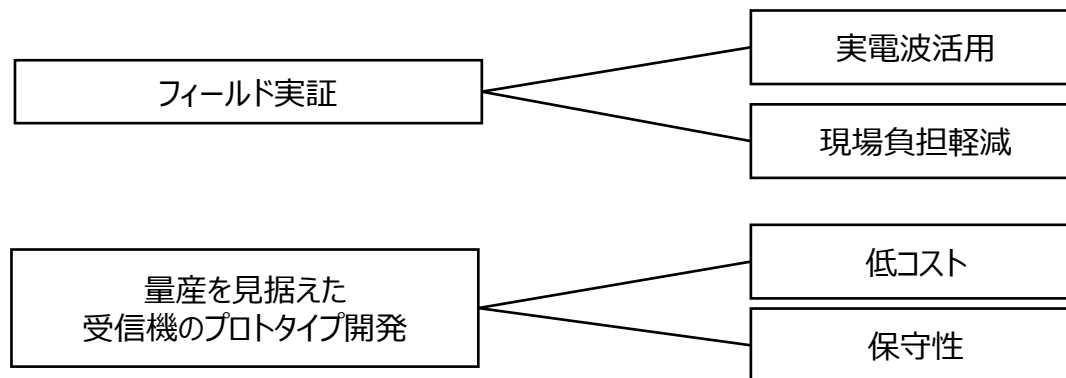 フィールド実証
実電波活用
現場負担軽減
量産を見据えた
受信機のプロトタイプ開発
低コスト
保守性